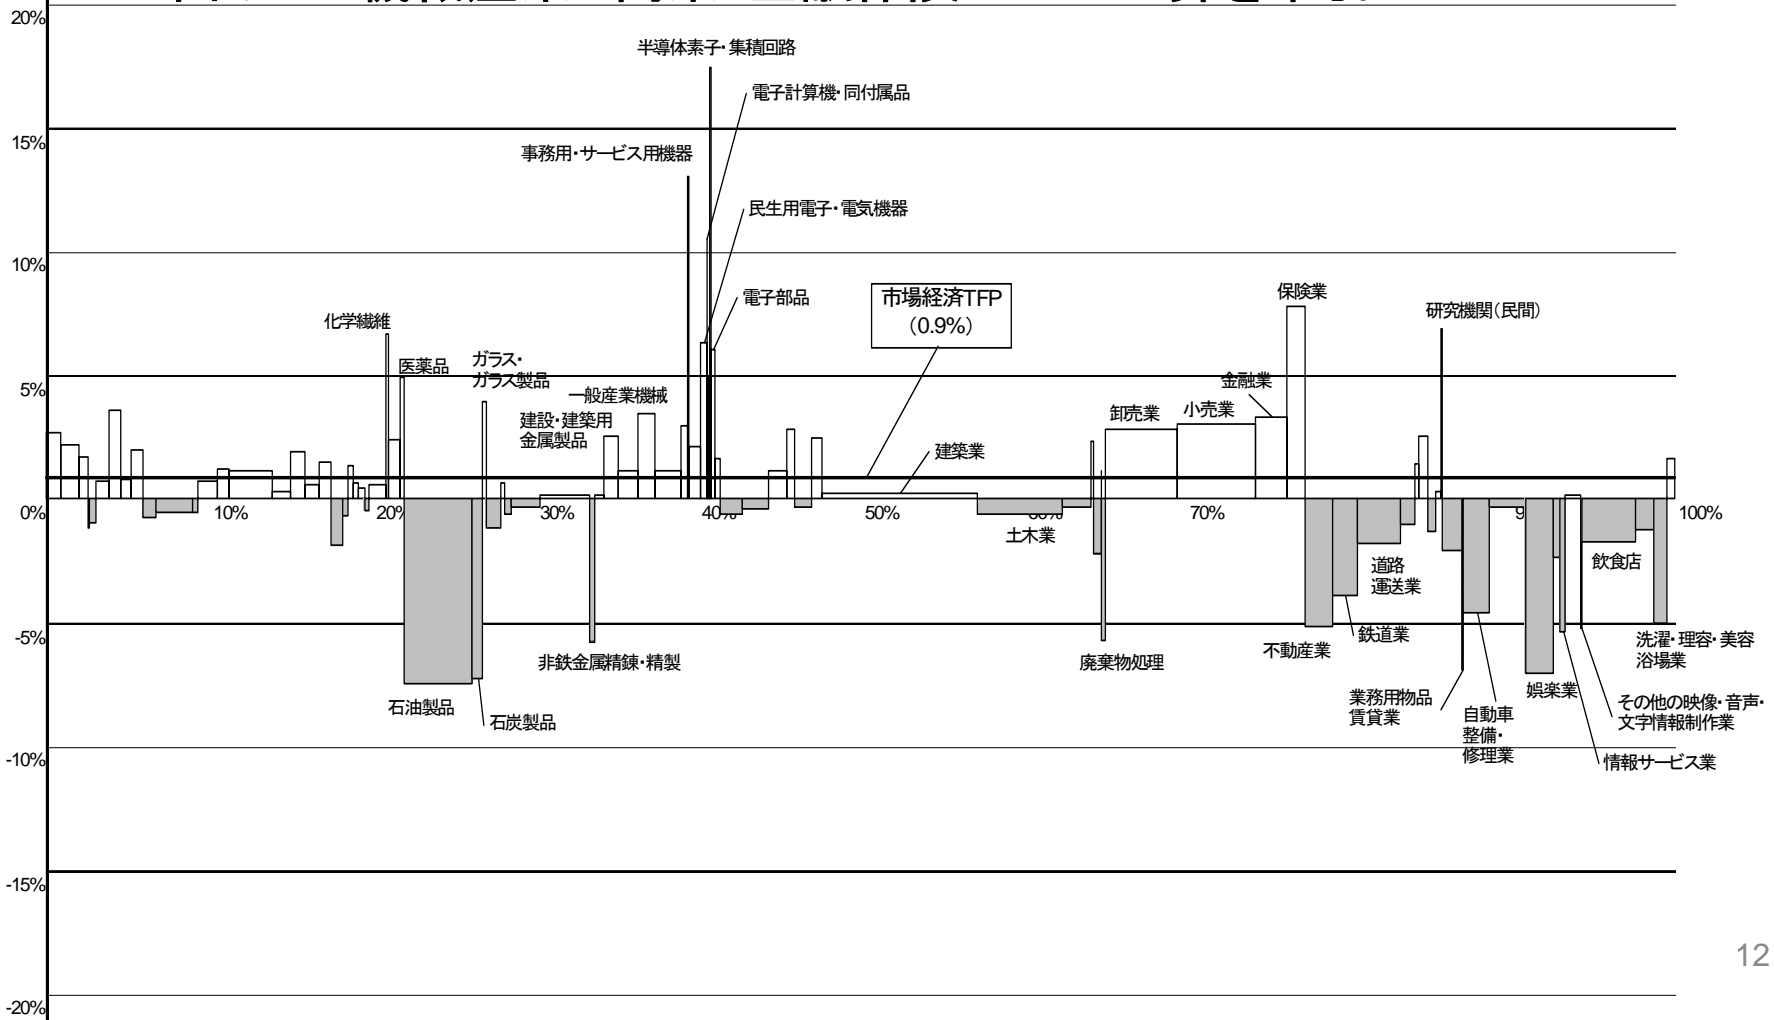 20%
半導体素子・集積回路
電子計算機・同付属品
15%
事務用・サービス用機器
民生用電子・電気機器
10%
電子部品
市場経済TFP
（0.9%）
保険業
研究機関（民間）
化学繊維
医薬品
ガラス・
ガラス製品
5%
一般産業機械
金融業
建設・建築用
金属製品
卸売業
小売業
建築業
0%
10%
20%
30%
40%
50%
70%
100%
土木業
道路
運送業
飲食店
-5%
鉄道業
不動産業
洗濯・理容・美容
浴場業
非鉄金属精錬・精製
廃棄物処理
石油製品
石炭製品
業務用物品
賃貸業
自動車
整備・
修理業
娯楽業
その他の映像・音声・
文字情報制作業
情報サービス業
-10%
-15%
12
-20%